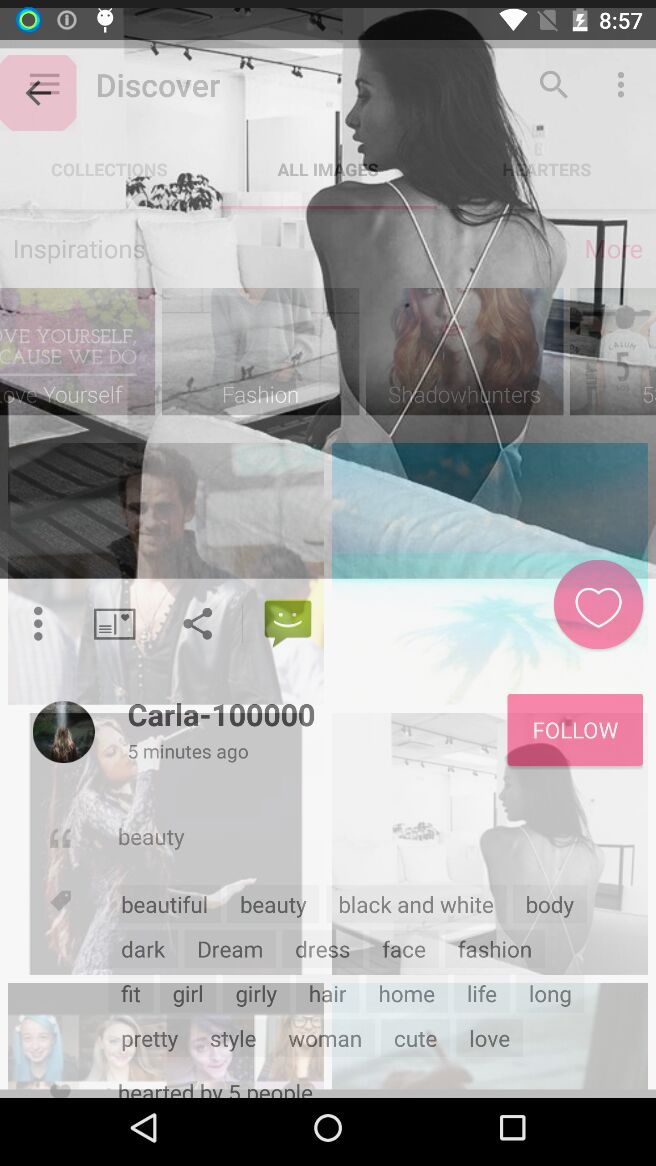 8:57
Discover
COLLECTIONS ALL IMAGES HEARTERS
Inspirations More
OVE YOURSELF,
CAUSE WE DO
CALUM
5
ove Yourself Fashion Shadowhunters 5
Carla-100000
5 minutes ago
FOLLOW
beauty
beautiful beauty black and white body
dark Dream dress face fashion
fit girl girly hair home life long
pretty style woman cute love
hearted by 5 people